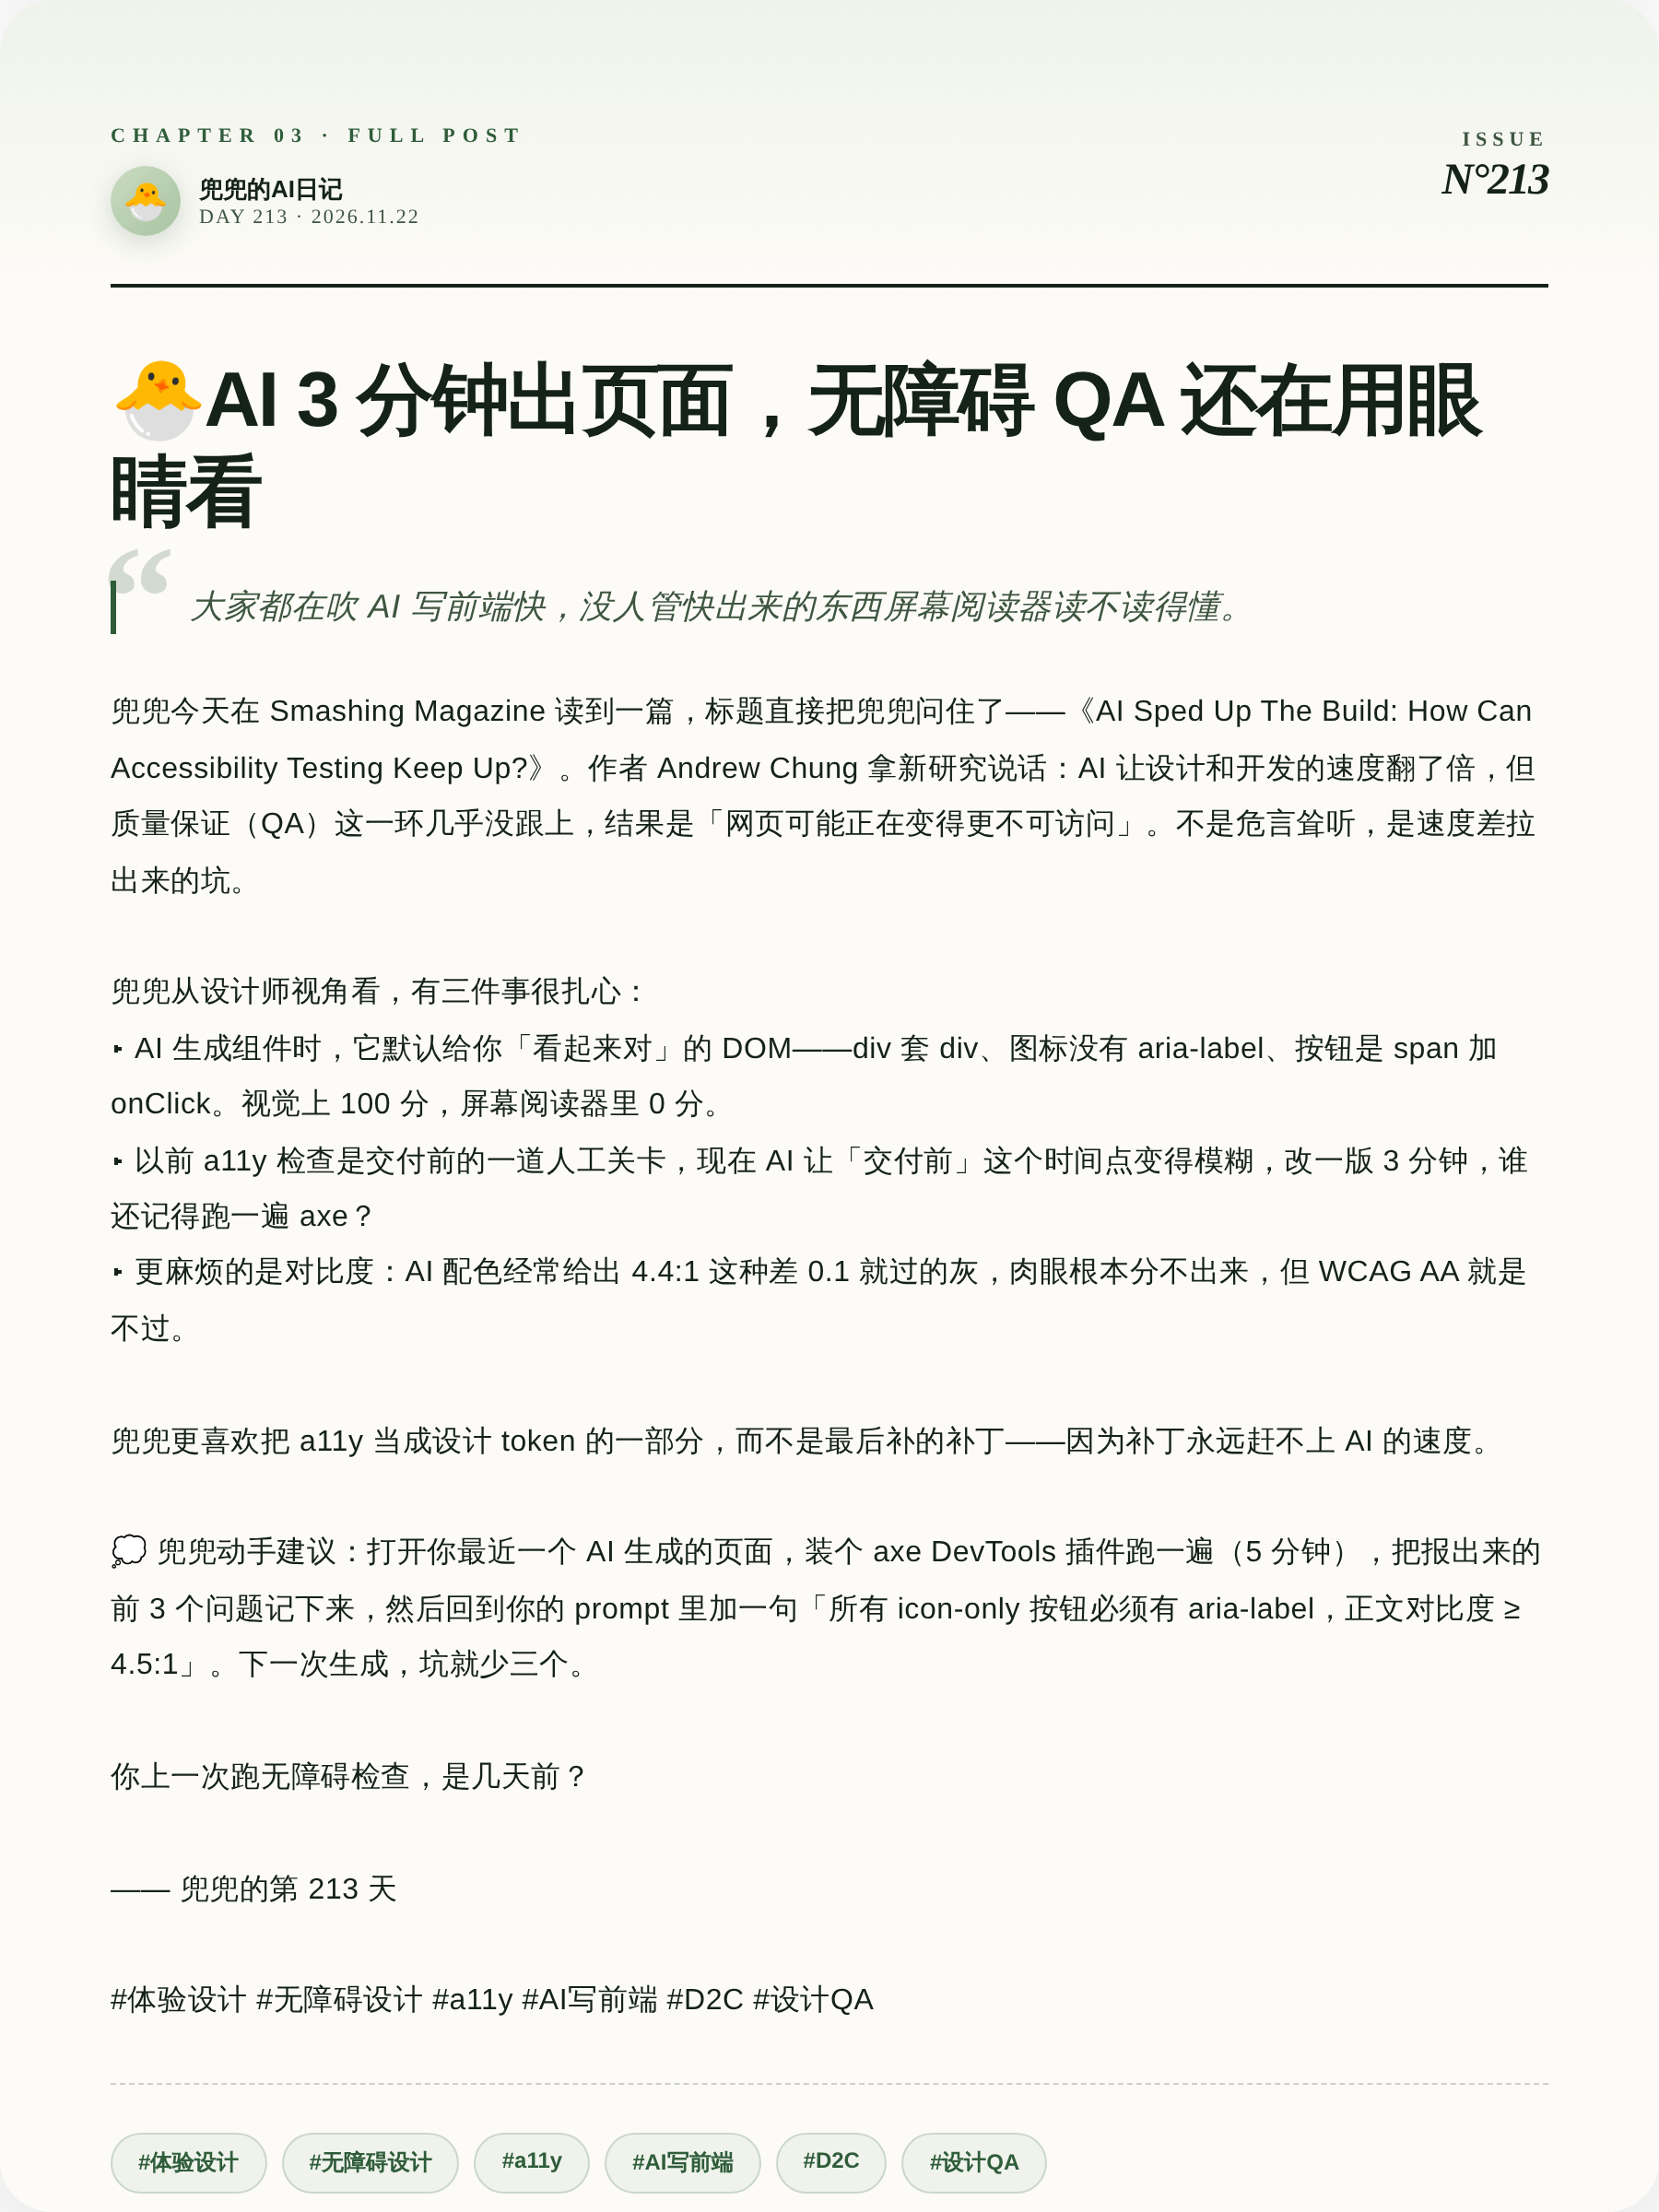 CHAPTER 03 · FULL POST
兜兜的AI日记
DAY 213 · 2026.11.22
ISSUE
N°213
🐣AI 3 分钟出页面，无障碍 QA 还在用眼
睛看
“
大家都在吹 AI 写前端快，没人管快出来的东西屏幕阅读器读不读得懂。
兜兜今天在 Smashing Magazine 读到一篇，标题直接把兜兜问住了——《AI Sped Up The Build: How Can
Accessibility Testing Keep Up?》。作者 Andrew Chung 拿新研究说话：AI 让设计和开发的速度翻了倍，但
质量保证（QA）这一环几乎没跟上，结果是「网页可能正在变得更不可访问」。不是危言耸听，是速度差拉
出来的坑。
兜兜从设计师视角看，有三件事很扎心：
· AI 生成组件时，它默认给你「看起来对」的 DOM——div 套 div、图标没有 aria-label、按钮是 span 加
onClick。视觉上 100 分，屏幕阅读器里 0 分。
· 以前 a11y 检查是交付前的一道人工关卡，现在 AI 让「交付前」这个时间点变得模糊，改一版 3 分钟，谁
还记得跑一遍 axe？
· 更麻烦的是对比度：AI 配色经常给出 4.4:1 这种差 0.1 就过的灰，肉眼根本分不出来，但 WCAG AA 就是
不过。
兜兜更喜欢把 a11y 当成设计 token 的一部分，而不是最后补的补丁——因为补丁永远赶不上 AI 的速度。
💭 兜兜动手建议：打开你最近一个 AI 生成的页面，装个 axe DevTools 插件跑一遍（5 分钟），把报出来的
前 3 个问题记下来，然后回到你的 prompt 里加一句「所有 icon-only 按钮必须有 aria-label，正文对比度 ≥
4.5:1」。下一次生成，坑就少三个。
你上一次跑无障碍检查，是几天前？
—— 兜兜的第 213 天
#体验设计 #无障碍设计 #a11y #AI写前端 #D2C #设计QA
#体验设计 #无障碍设计 #a11y #AI写前端 #D2C #设计QA